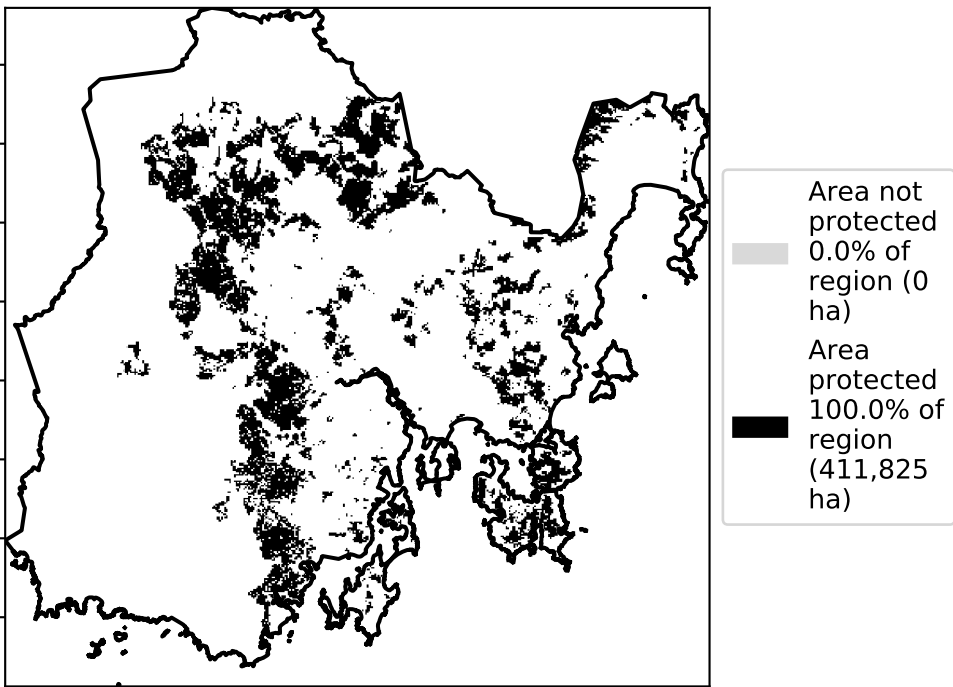 Area not
protected
0.0% of
region (0
ha)
Area
protected
100.0% of
region
(411,825
ha)